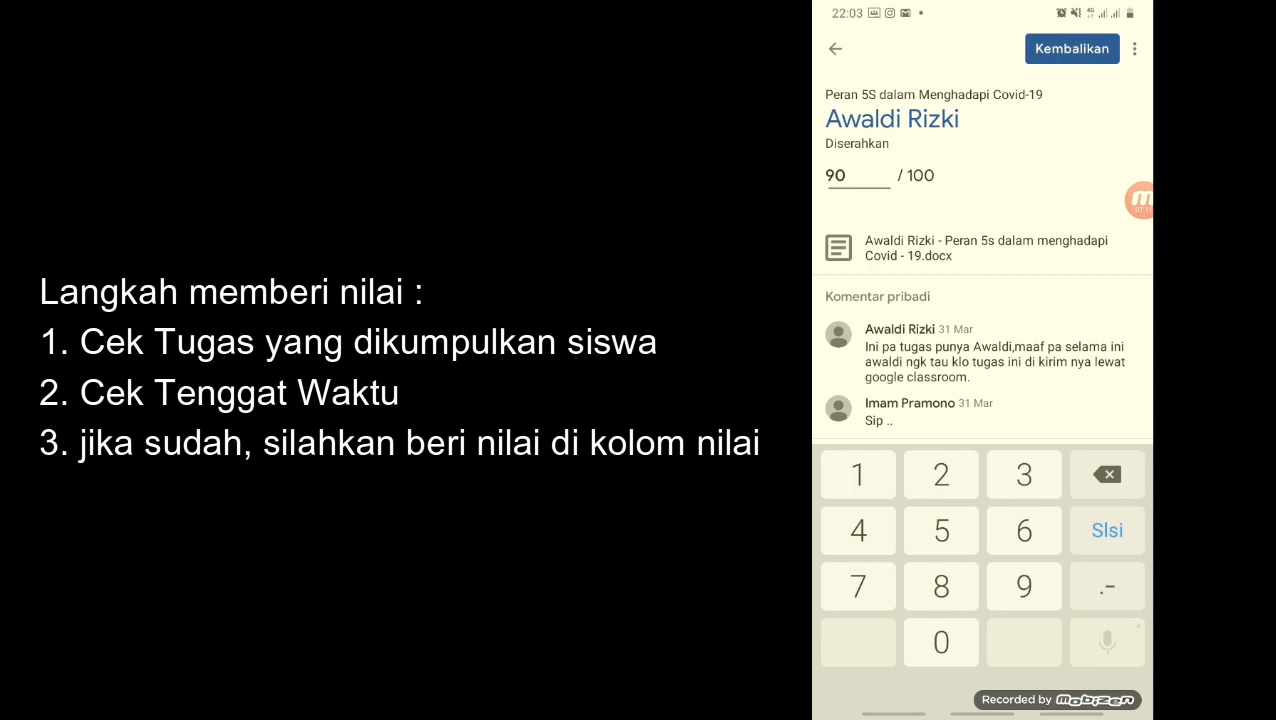 Langkah memberi nilai :
1. Cek Tugas yang dikumpulkan siswa
2. Cek Tenggat Waktu
3. jika sudah, silahkan beri nilai di kolom nilai
22:03
Kembalikan
Peran 5S dalam Menghadapi Covid-19
Awaldi Rizki
Diserahkan
90 / 100
07:11
Awaldi Rizki - Peran 5s dalam menghadapi
Covid - 19.docx
Komentar pribadi
Awaldi Rizki 31 Mar
Ini pa tugas punya Awaldi,maaf pa selama ini
awaldi ngk tau klo tugas ini di kirim nya lewat
google classroom.
Imam Pramono 31 Mar
Sip ..
1 2 3
4 5 6 Slsi
7 8 9 .-
0
Recorded by mobizen